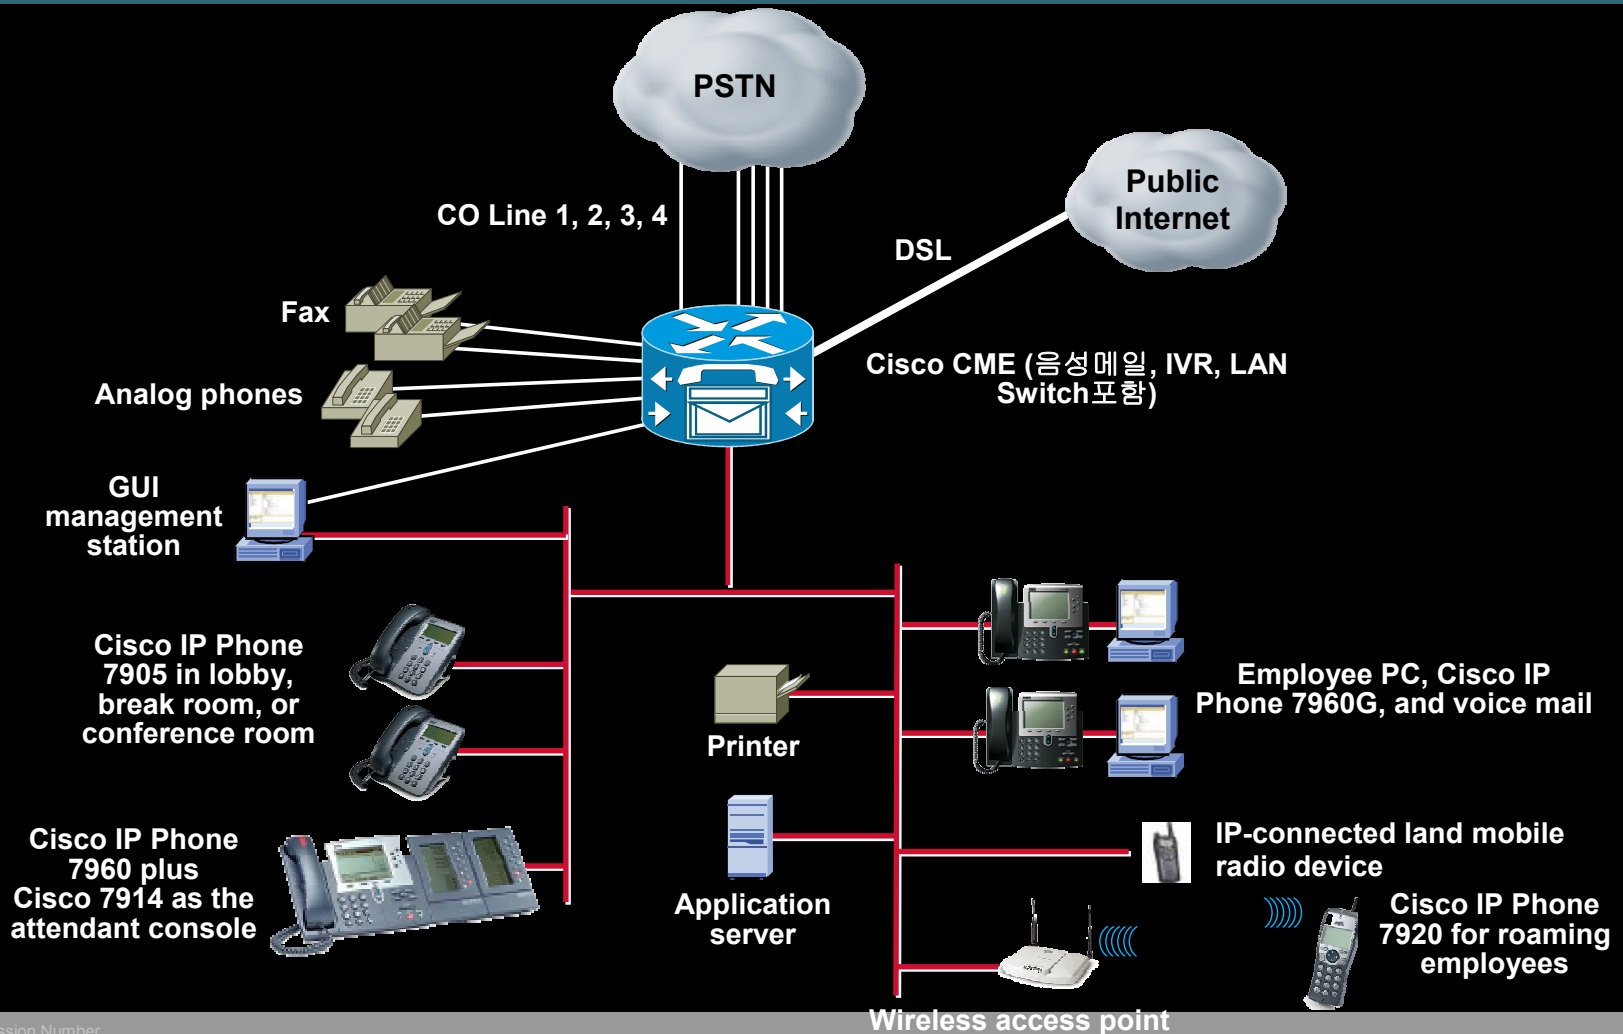 PSTN
Public
Internet
CO Line 1, 2, 3, 4
DSL
Fax
Cisco CME (음성메일, IVR, LAN
Switch포함)
Analog phones
GUI
management
station
Cisco IP Phone
7905 in lobby,
break room, or
conference room
Employee PC, Cisco IP
Phone 7960G, and voice mail
Printer
Cisco IP Phone
7960 plus
Cisco 7914 as the
attendant console
IP-connected land mobile
radio device
Application
server
Cisco IP Phone
7920 for roaming
employees
Wireless access point
Number